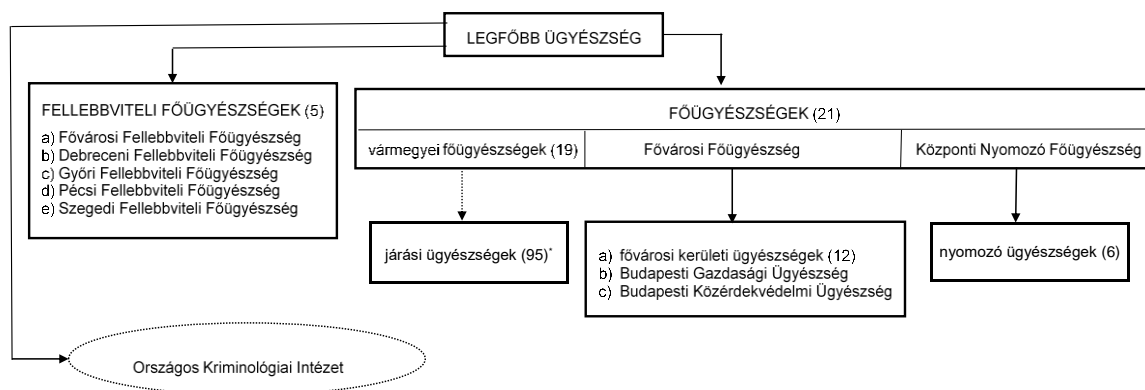 LEGFŐBB ÜGYÉSZSÉG
FELLEBBVITELI FŐÜGYÉSZSÉGEK (5)
a) Fővárosi Fellebbviteli Főügyészség
b) Debreceni Fellebbviteli Főügyészség
c) Győri Fellebbviteli Főügyészség
d) Pécsi Fellebbviteli Főügyészség
e) Szegedi Fellebbviteli Főügyészség
FŐÜGYÉSZSÉGEK (21)
vármegyei főügyészségek (19)
Fővárosi Főügyészség
Központi Nyomozó Főügyészség
járási ügyészségek (95)*
a) fővárosi kerületi ügyészségek (12)
b) Budapesti Gazdasági Ügyészség
c) Budapesti Közérdekvédelmi Ügyészség
nyomozó ügyészségek (6)
Országos Kriminológiai Intézet